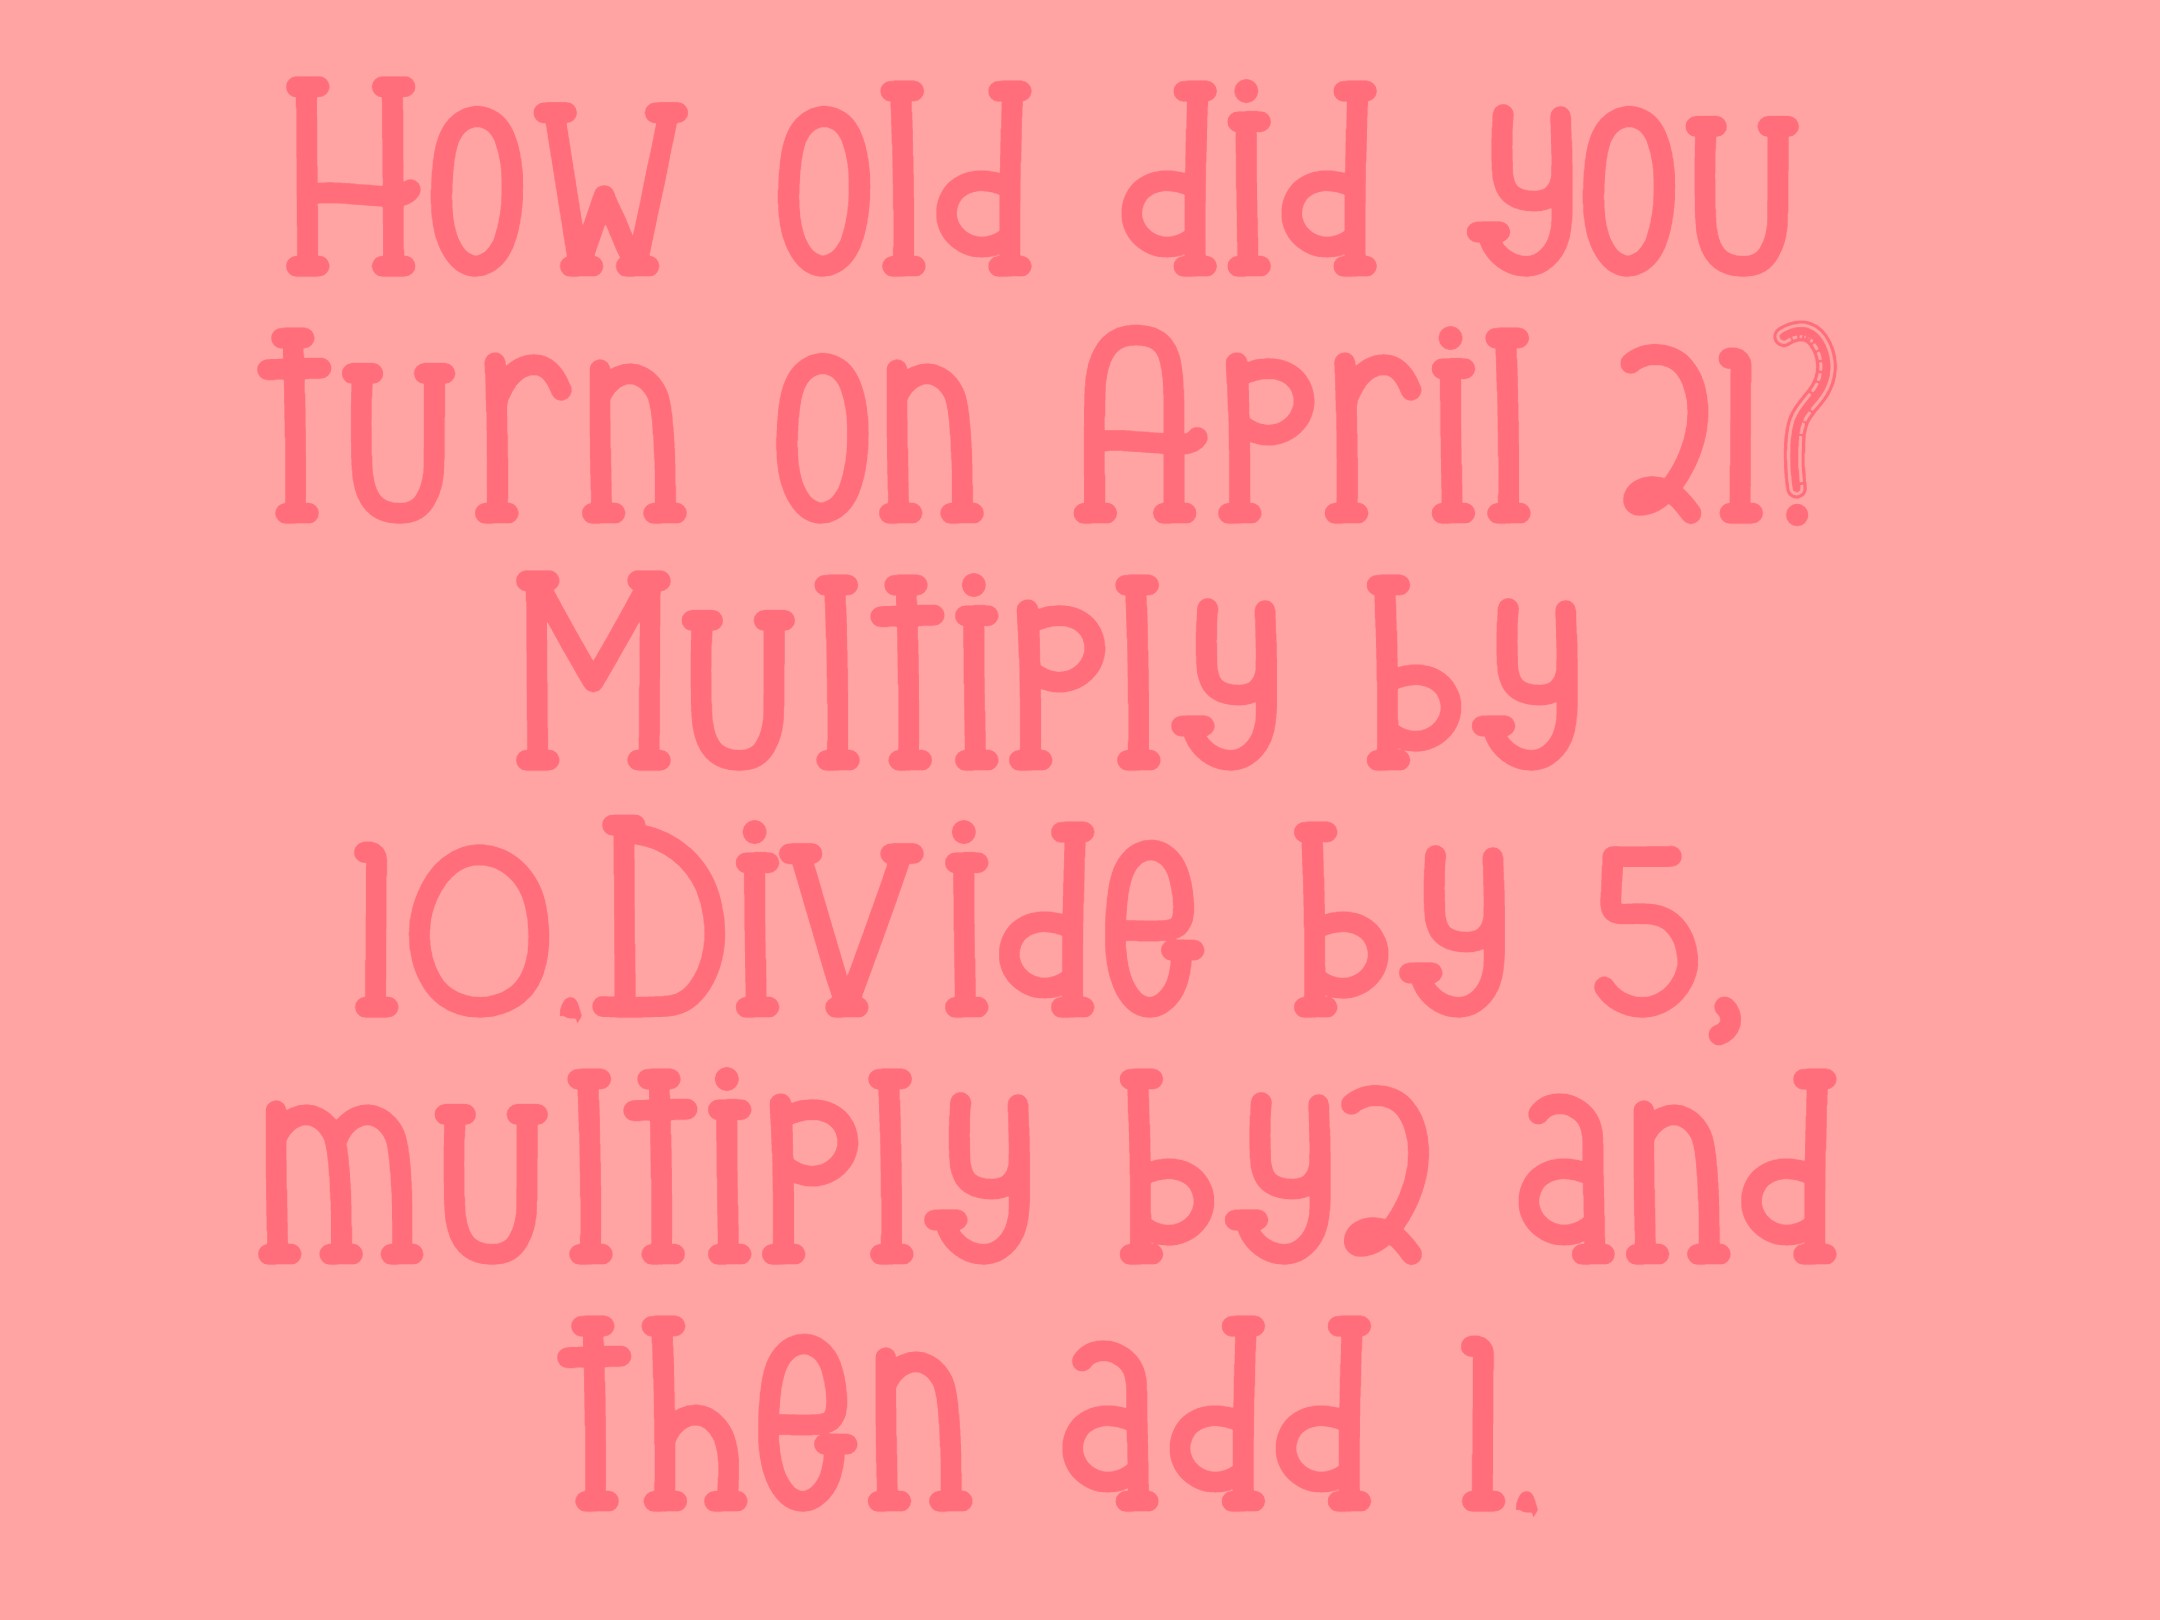 How old did you
turn on April 21?
Multiply by
10.Divide by 5,
multiply by2 and
then add 1.